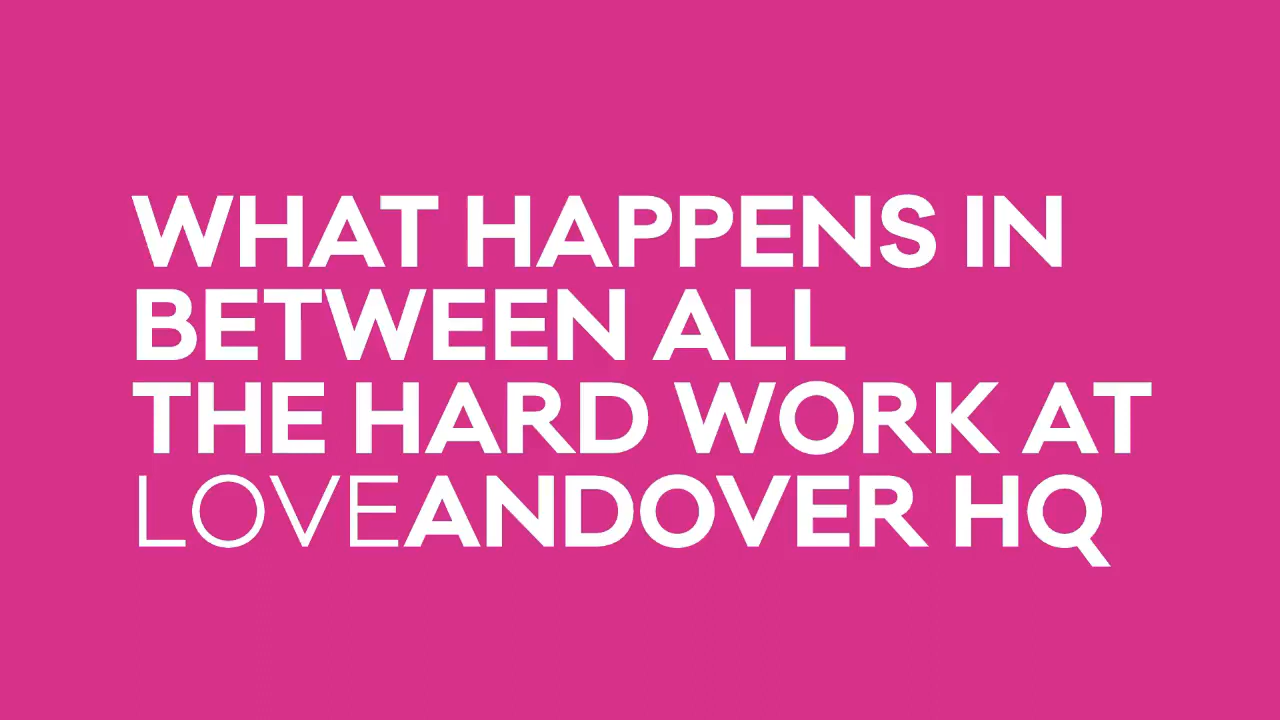 WHAT HAPPENS IN
BETWEEN ALL
THE HARD WORK AT
LOVEANDOVER HQ